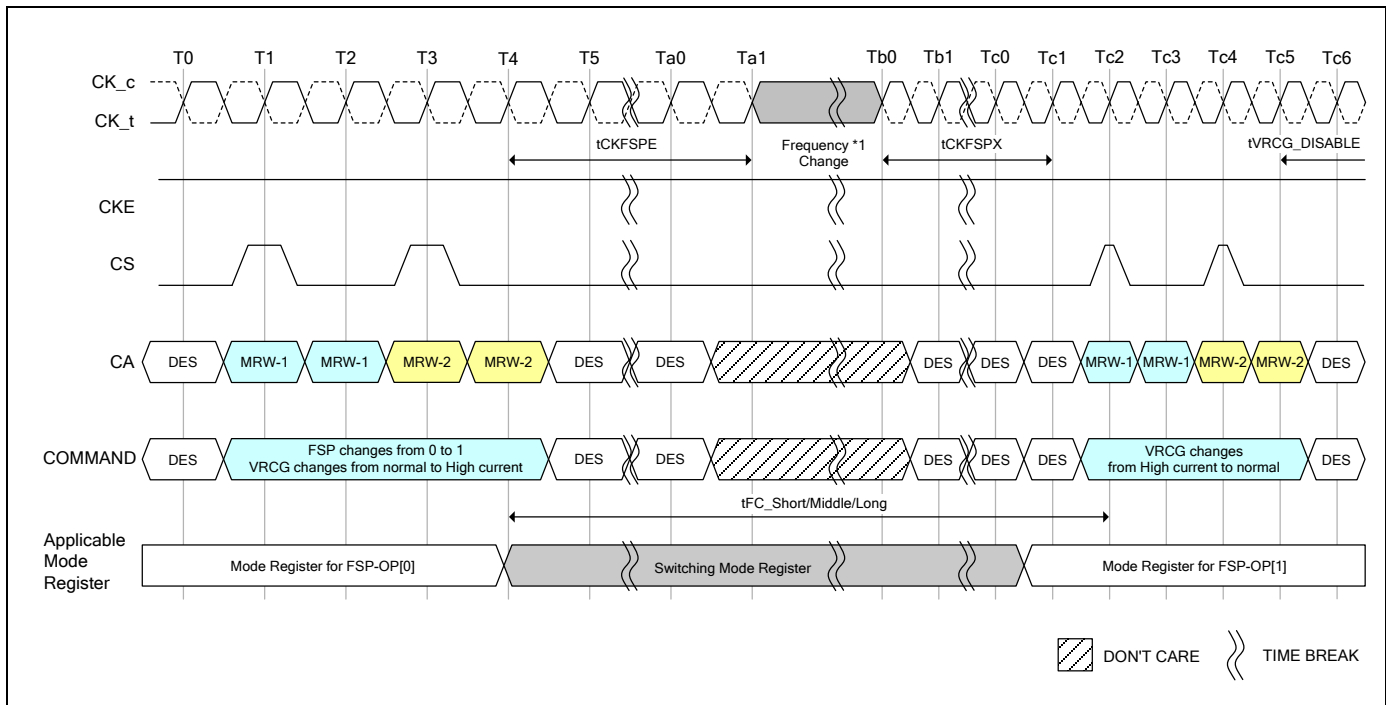 T0 T1 T2 T3 T4 T5 Ta0 Ta1 Tb0 Tb1 Tc0 Tc1 Tc2 Tc3 Tc4 Tc5 Tc6
CK_c
CK_t
tCKFSPE
Frequency *1
Change
tCKFSPX
tVRCG_DISABLE
CKE
CS
CA
DES MRW-1 MRW-1 MRW-2 MRW-2 DES DES DES DES DES MRW-1 MRW-1 MRW-2 MRW-2 DES
COMMAND
DES
FSP changes from 0 to 1
VRCG changes from normal to High current
DES DES DES DES DES
VRCG changes
from High current to normal
DES
tFC_Short/Middle/Long
Applicable
Mode
Register
Mode Register for FSP-OP[0]
Switching Mode Register
Mode Register for FSP-OP[1]
DON'T CARE
TIME BREAK